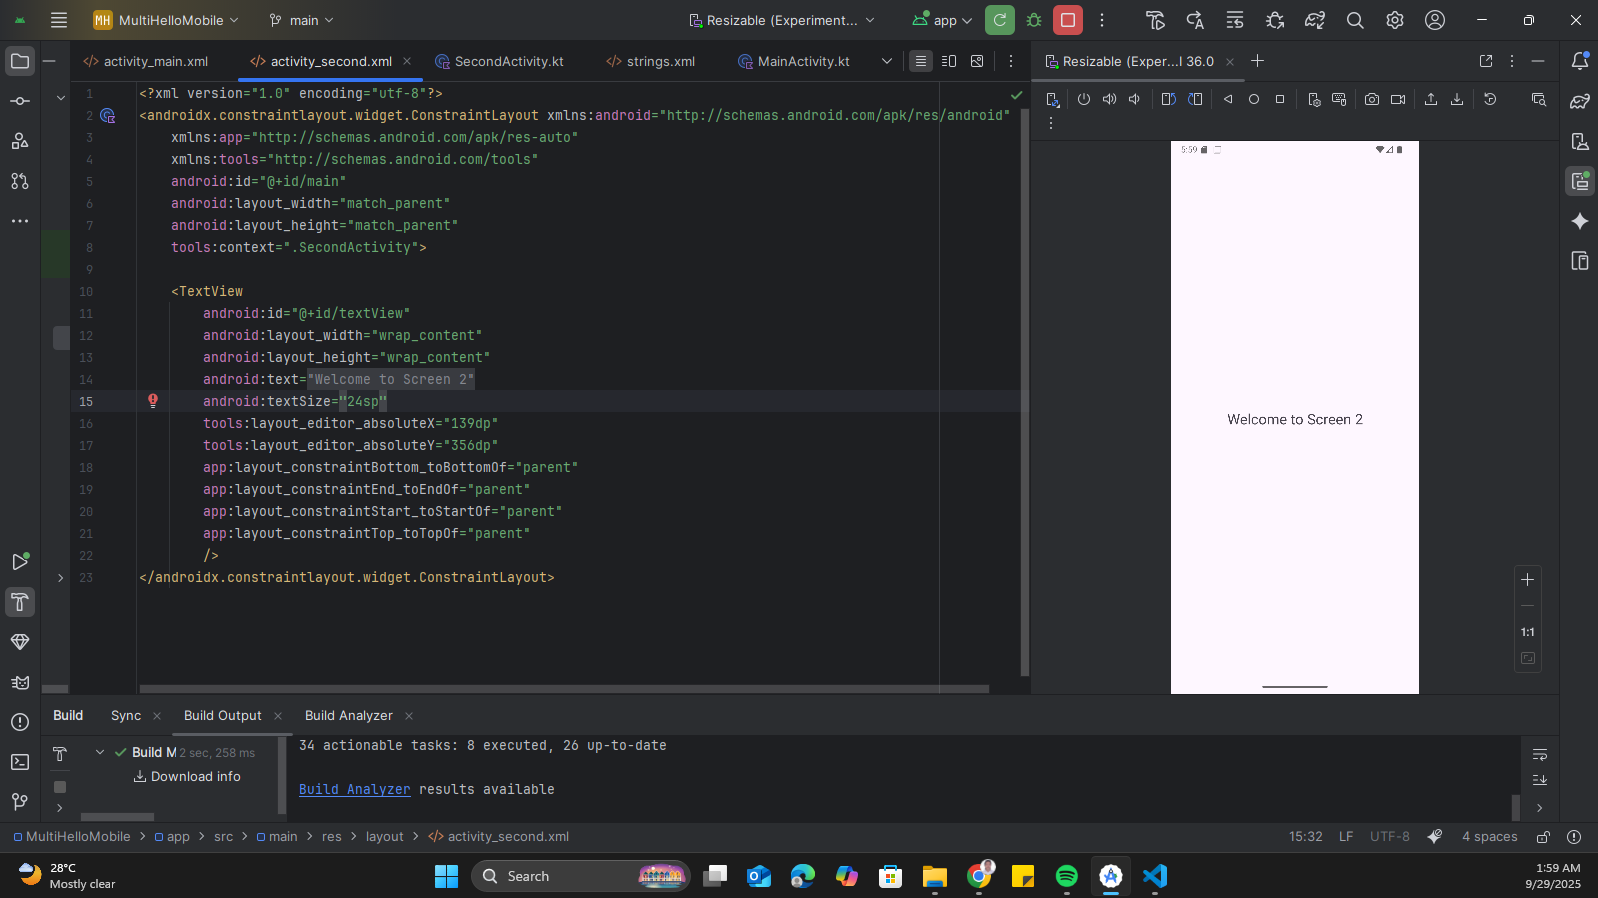 MH MultiHelloMobile main Resizable (Experiment... app
activity_main.xml activity_second.xml SecondActivity.kt strings.xml MainActivity.kt Resizable (Exper...I 36.0
1 <?xml version="1.0" encoding="utf-8"?>
2 <androidx.constraintlayout.widget.ConstraintLayout xmlns:android="http://schemas.android.com/apk/res/android"
3 xmlns:app="http://schemas.android.com/apk/res-auto"
4 xmlns:tools="http://schemas.android.com/tools"
5 android:id="@+id/main"
6 android:layout_width="match_parent"
7 android:layout_height="match_parent"
8 tools:context=".SecondActivity">
9
10 <TextView
11 android:id="@+id/textView"
12 android:layout_width="wrap_content"
13 android:layout_height="wrap_content"
14 android:text="Welcome to Screen 2"
15 android:textSize="24sp"
16 tools:layout_editor_absoluteX="139dp"
17 tools:layout_editor_absoluteY="356dp"
18 app:layout_constraintBottom_toBottomOf="parent"
19 app:layout_constraintEnd_toEndOf="parent"
20 app:layout_constraintStart_toStartOf="parent"
21 app:layout_constraintTop_toTopOf="parent"
22 />
23 </androidx.constraintlayout.widget.ConstraintLayout>
5:59
Welcome to Screen 2
1:1
Build Sync Build Output Build Analyzer
Build M 2 sec, 258 ms
Download info
34 actionable tasks: 8 executed, 26 up-to-date
Build Analyzer results available
MultiHelloMobile app src main res layout activity_second.xml 15:32 LF UTF-8 4 spaces
28°C
Mostly clear
Search
1:59 AM
9/29/2025